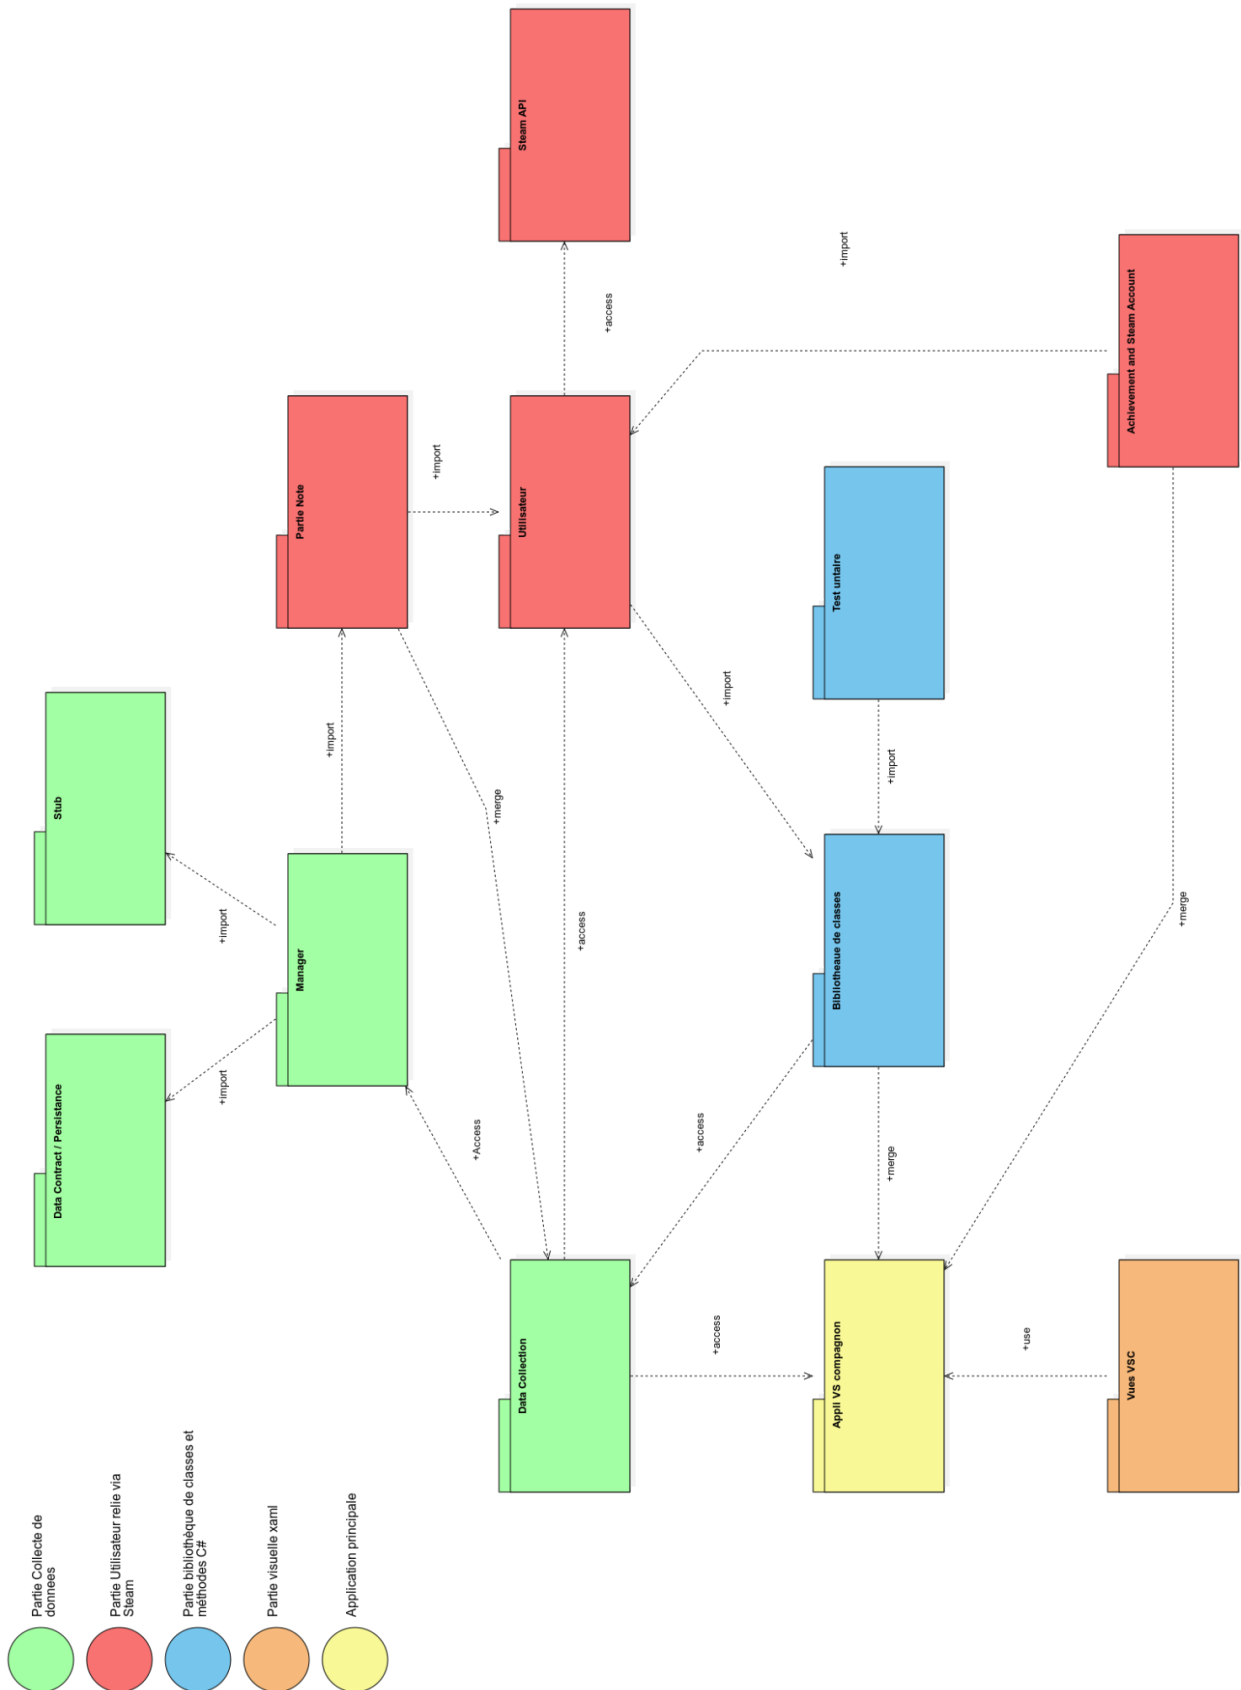 Partie Collecte de
donnees
Partie Utilisateur relie via
Steam
Partie bibliothèque de classes et
méthodes C#
Partie visuelle xaml
Application principale
Data Contract / Persistance
Stub
+import
+import
Manager
Partie Note
+import
+import
+Access
+merge
Data Collection
Utilisateur
Steam API
+access
+access
+access
+access
+import
Appli VS compagnon
Bibliotheaue de classes
Test untaire
+import
+merge
+import
+use
Vues VSC
Achievement and Steam Account
+merge